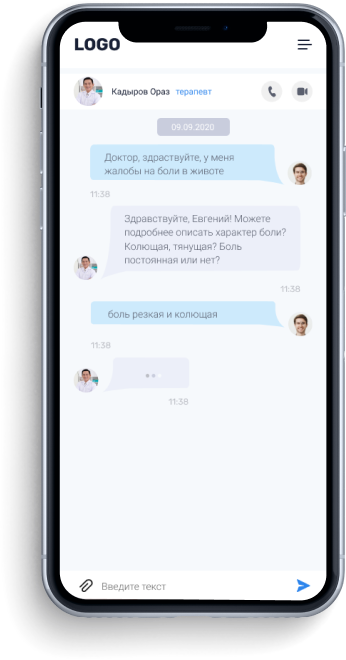 LOGO
Кадыров Ораз терапевт
09.09.2020
Доктор, здраствуйте, у меня
жалобы на боли в животе
11:38
Здравствуйте, Евгений! Можете
подробнее описать характер боли?
Колющая, тянущая? Боль
постоянная или нет?
11:38
боль резкая и колющая
11:38
11:38
Введите текст